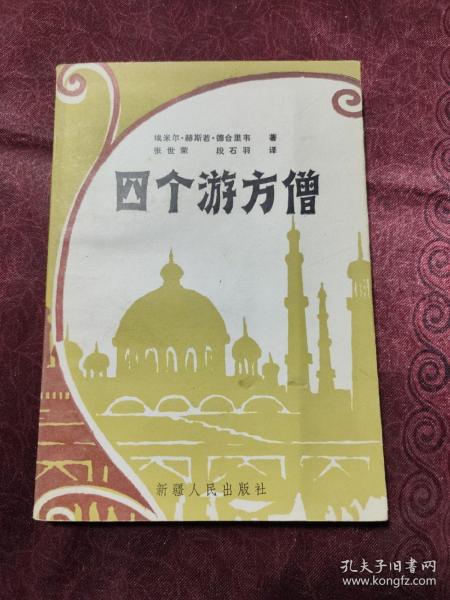 埃米尔·赫斯若·德合里韦 著
张世荣 段石羽 译
四个游方僧
新疆人民出版社
孔夫子旧书网
www.kongfz.com